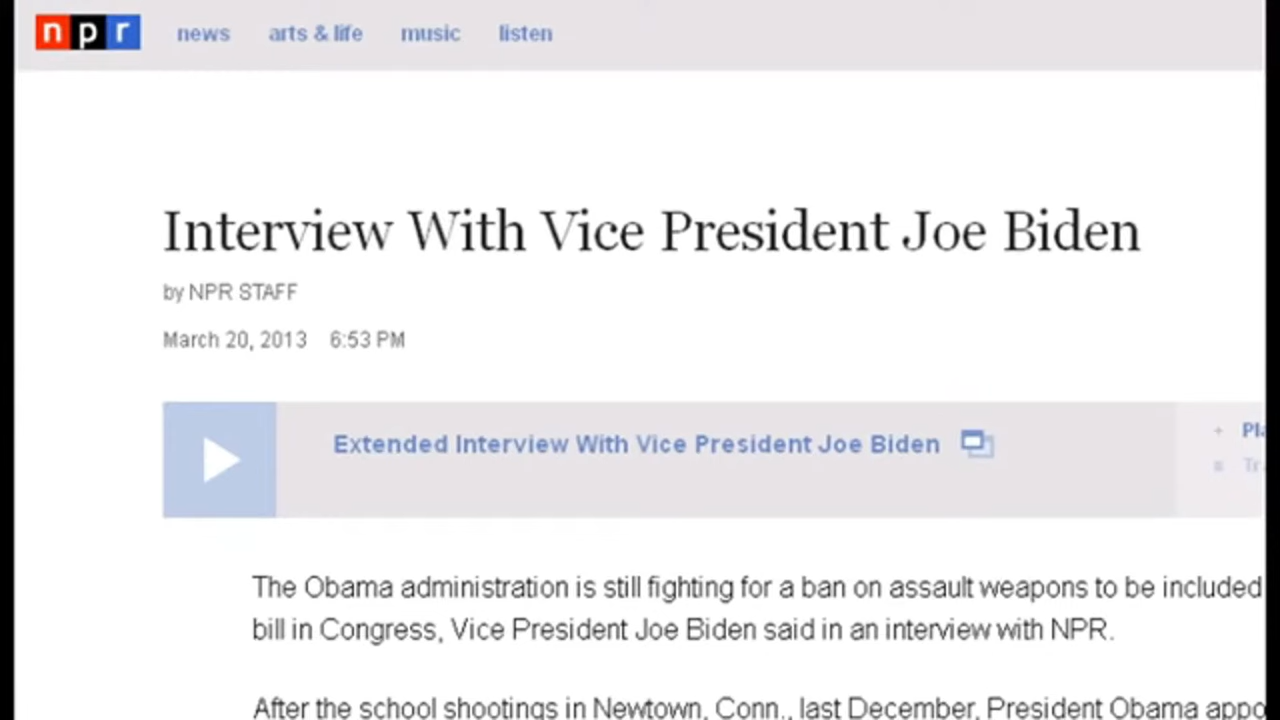 npr news arts & life music listen
Interview With Vice President Joe Biden
by NPR STAFF
March 20, 2013 6:53 PM
Extended Interview With Vice President Joe Biden
The Obama administration is still fighting for a ban on assault weapons to be included
bill in Congress, Vice President Joe Biden said in an interview with NPR.
After the school shootings in Newtown, Conn., last December, President Obama appo